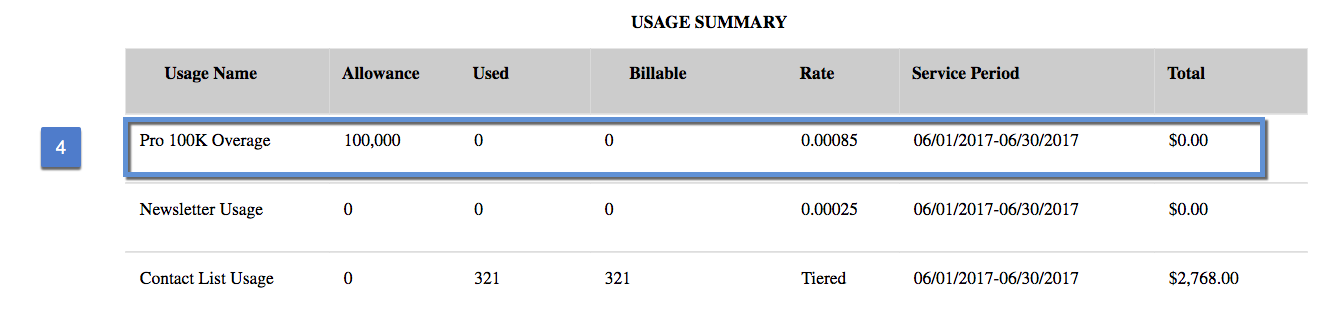 USAGE SUMMARY
Usage Name Allowance Used Billable Rate Service Period Total
4 Pro 100K Overage 100,000 0 0 0.00085 06/01/2017-06/30/2017 $0.00
Newsletter Usage 0 0 0 0.00025 06/01/2017-06/30/2017 $0.00
Contact List Usage 0 321 321 Tiered 06/01/2017-06/30/2017 $2,768.00